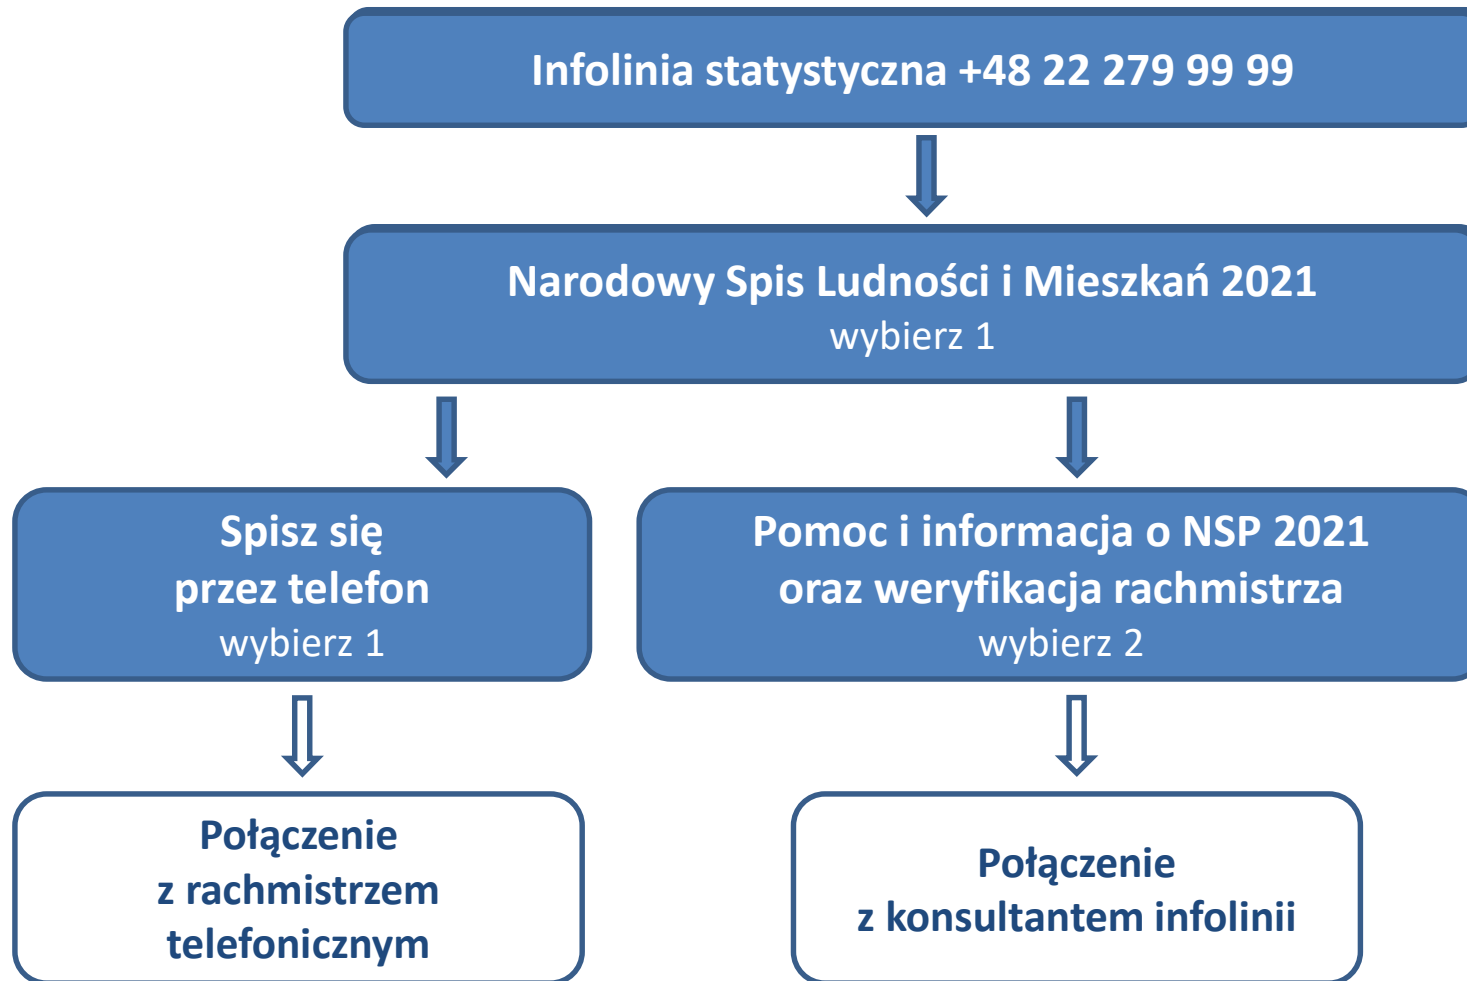 Infolinia statystyczna +48 22 279 99 99
Narodowy Spis Ludności i Mieszkań 2021
wybierz 1
Spisz się
przez telefon
wybierz 1
Pomoc i informacja o NSP 2021
oraz weryfikacja rachmistrza
wybierz 2
Połączenie
z rachmistrzem
telefonicznym
Połączenie
z konsultantem infolinii